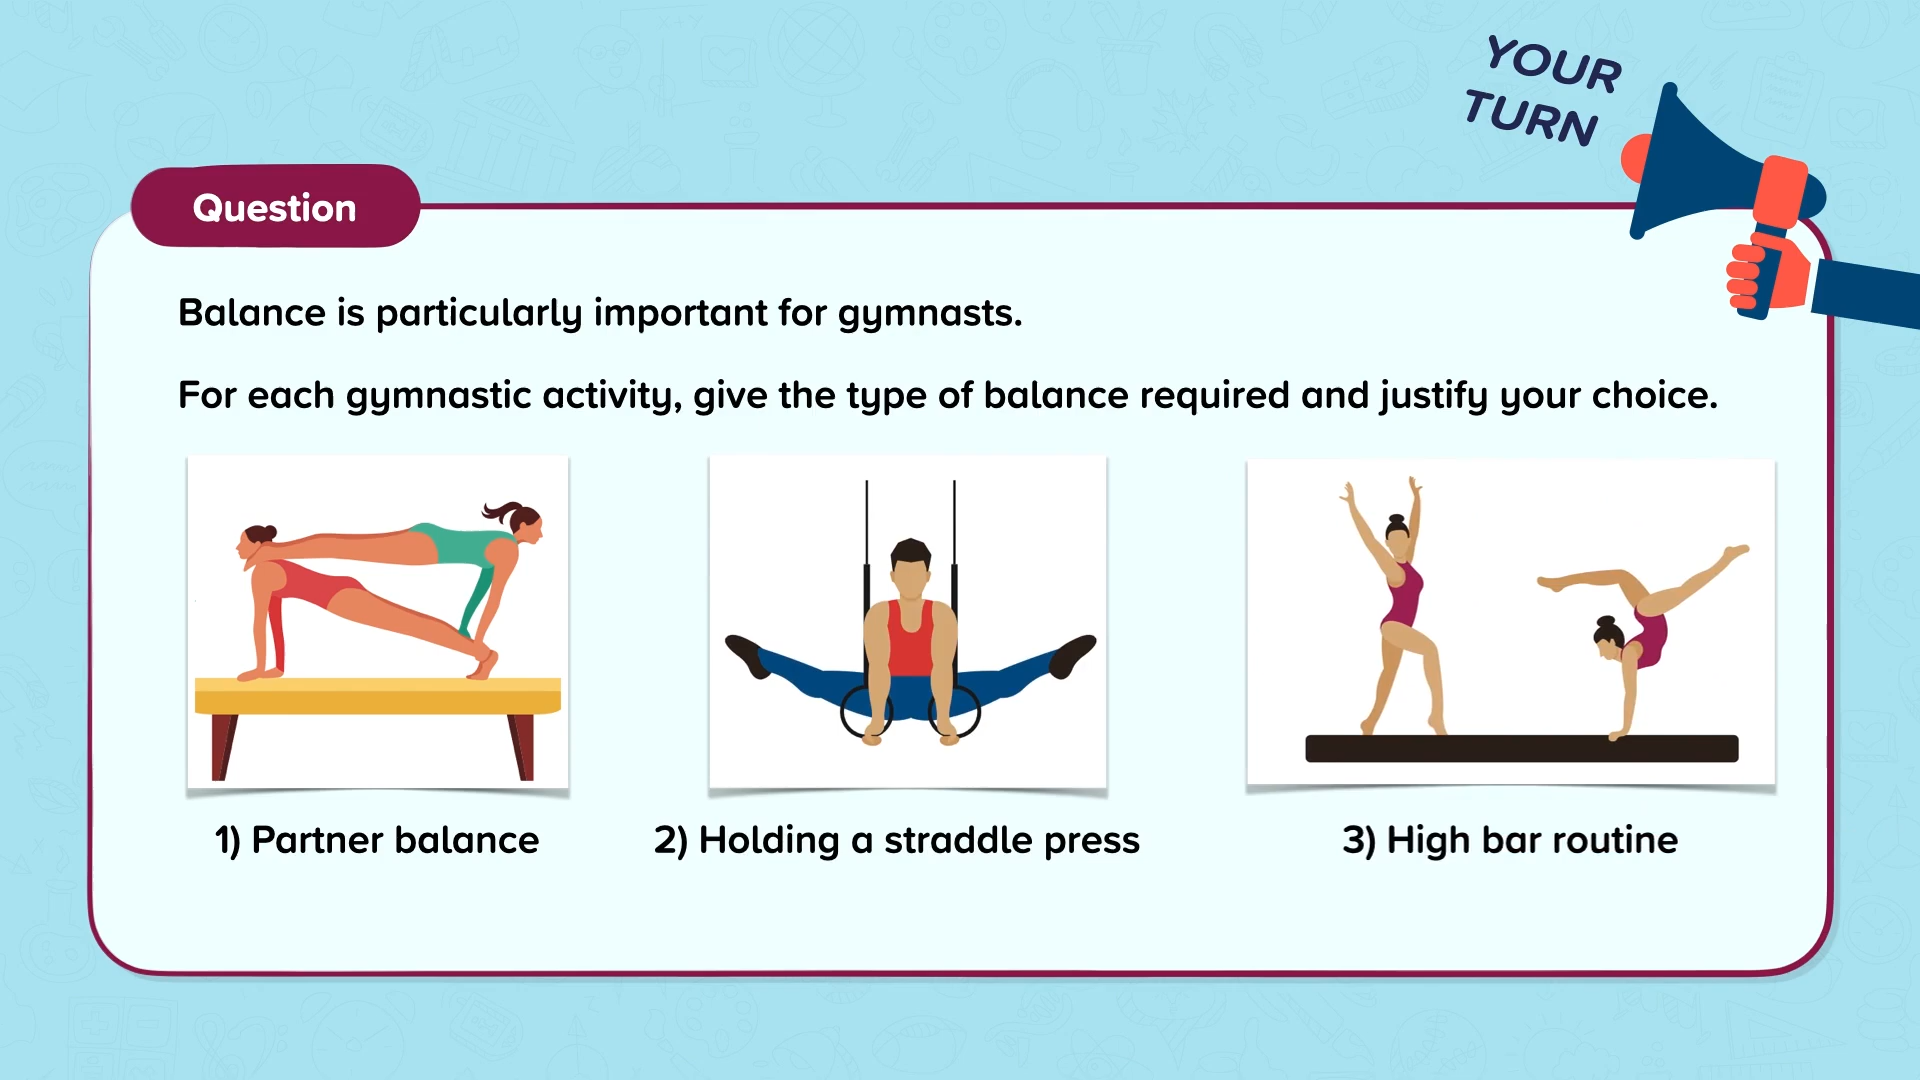 YOUR
TURN
Question
Balance is particularly important for gymnasts.
For each gymnastic activity, give the type of balance required and justify your choice.
1) Partner balance
2) Holding a straddle press
3) High bar routine